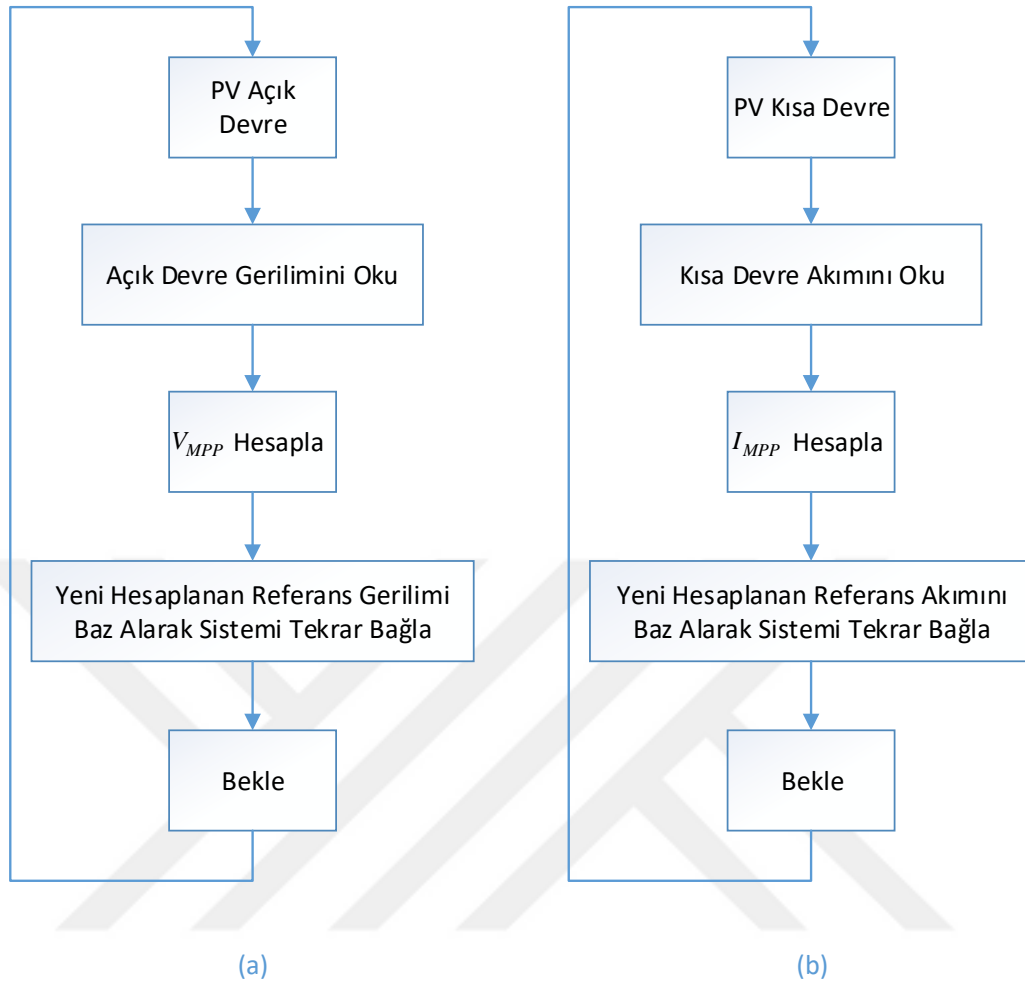 PV Açık
Devre
Açık Devre Gerilimini Oku
V_MPP Hesapla
Yeni Hesaplanan Referans Gerilimi
Baz Alarak Sistemi Tekrar Bağla
Bekle
(a)
PV Kısa Devre
Kısa Devre Akımını Oku
I_MPP Hesapla
Yeni Hesaplanan Referans Akımını
Baz Alarak Sistemi Tekrar Bağla
Bekle
(b)